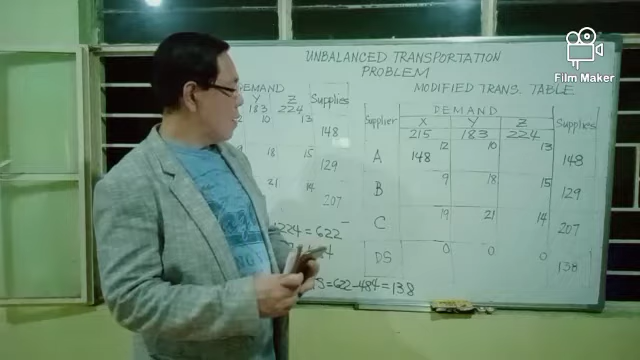 UNBALANCED TRANSPORTATION
PROBLEM
Film Maker
DEMAND
Y Z Supplies
183 224
10 13
148
18 15
129
21 14
207
224 = 622
622 - 484 = 138
MODIFIED TRANS. TABLE
DEMAND
Supplier X Y Z Supplies
215 183 224
A 148 12 10 13 148
B 9 18 15 129
C 19 21 14 207
DS 0 0 0 138